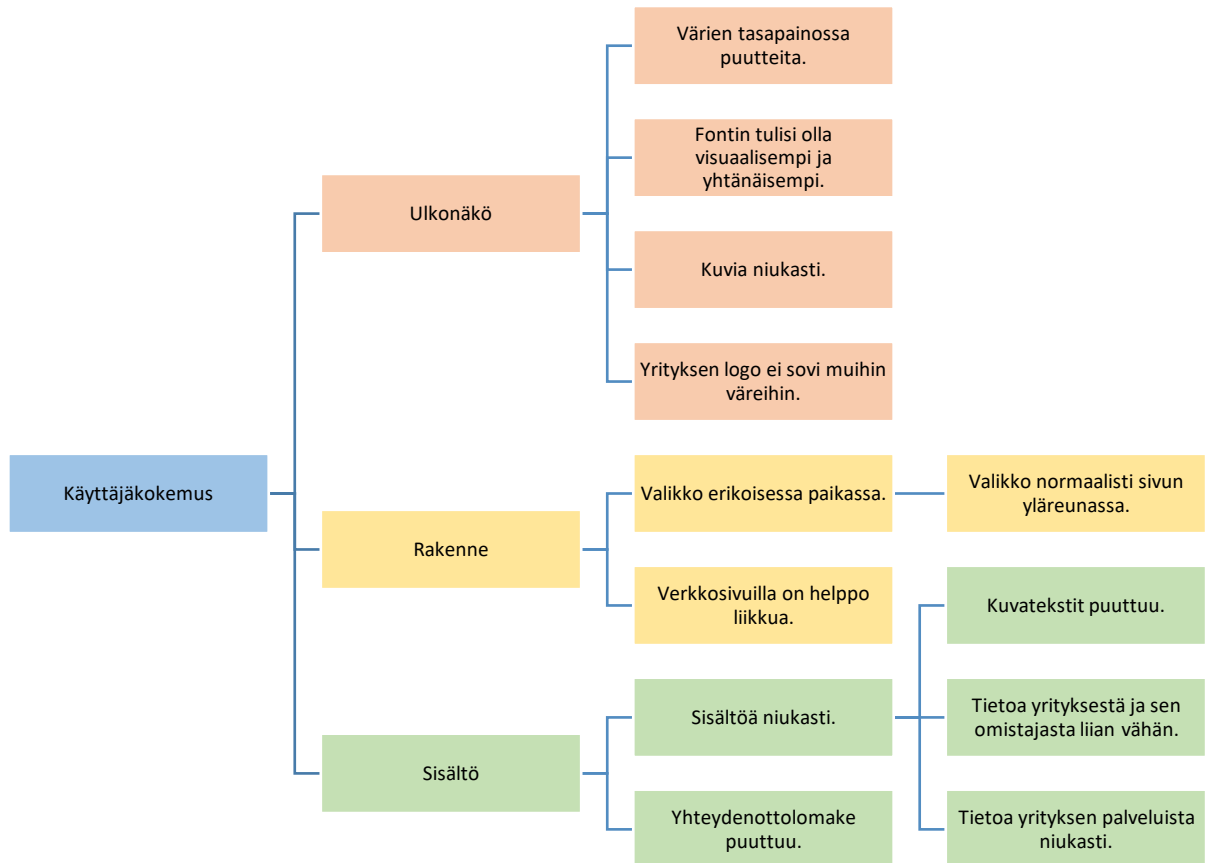 Värien tasapainossa
puutteita.
Fontin tulisi olla
visuaalisempi ja
yhtänäisempi.
Ulkonäkö
Kuvia niukasti.
Yrityksen logo ei sovi muihin
väreihin.
Käyttäjäkokemus
Valikko erikoisessa paikassa.
Valikko normaalisti sivun
yläreunassa.
Rakenne
Verkkosivuilla on helppo
liikkua.
Kuvatekstit puuttuu.
Sisältöä niukasti.
Tietoa yrityksestä ja sen
omistajasta liian vähän.
Sisältö
Yhteydenottolomake
puuttuu.
Tietoa yrityksen palveluista
niukasti.